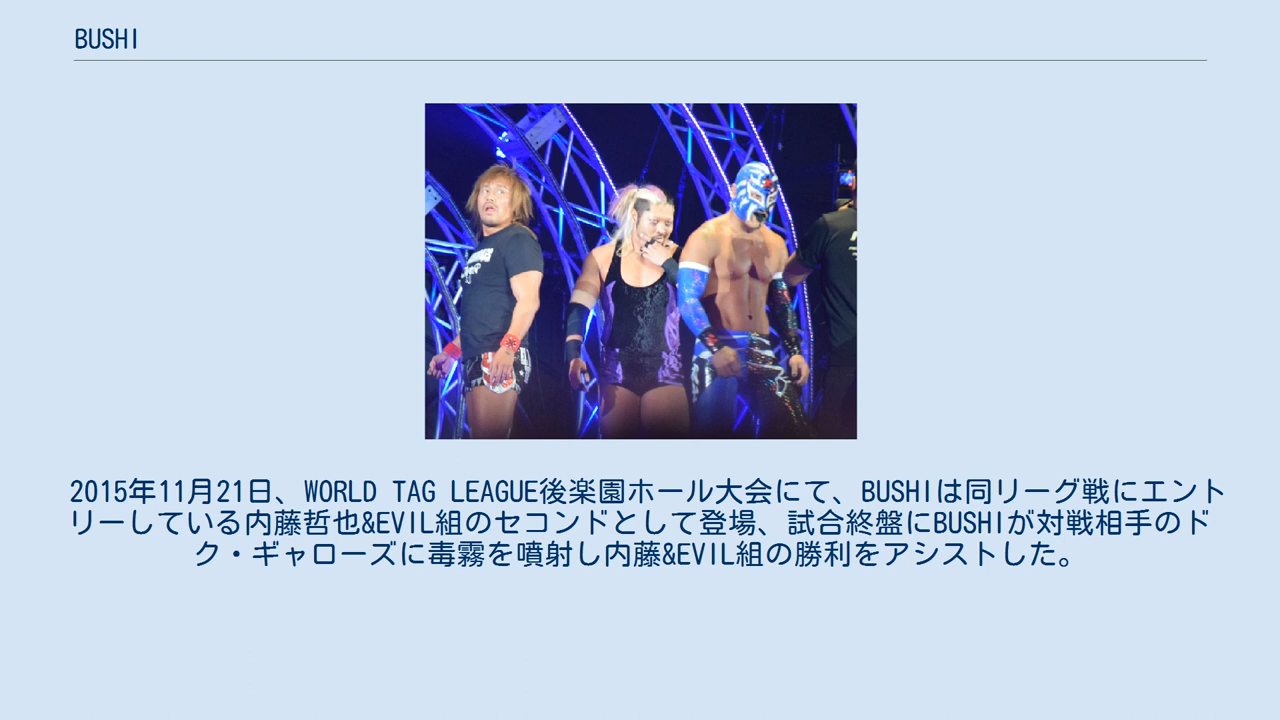 BUSHI
2015年11月21日、WORLD TAG LEAGUE後楽園ホール大会にて、BUSHIは同リーグ戦にエント
リーしている内藤哲也&EVIL組のセコンドとして登場、試合終盤にBUSHIが対戦相手のド
ク・ギャローズに毒霧を噴射し内藤&EVIL組の勝利をアシストした。